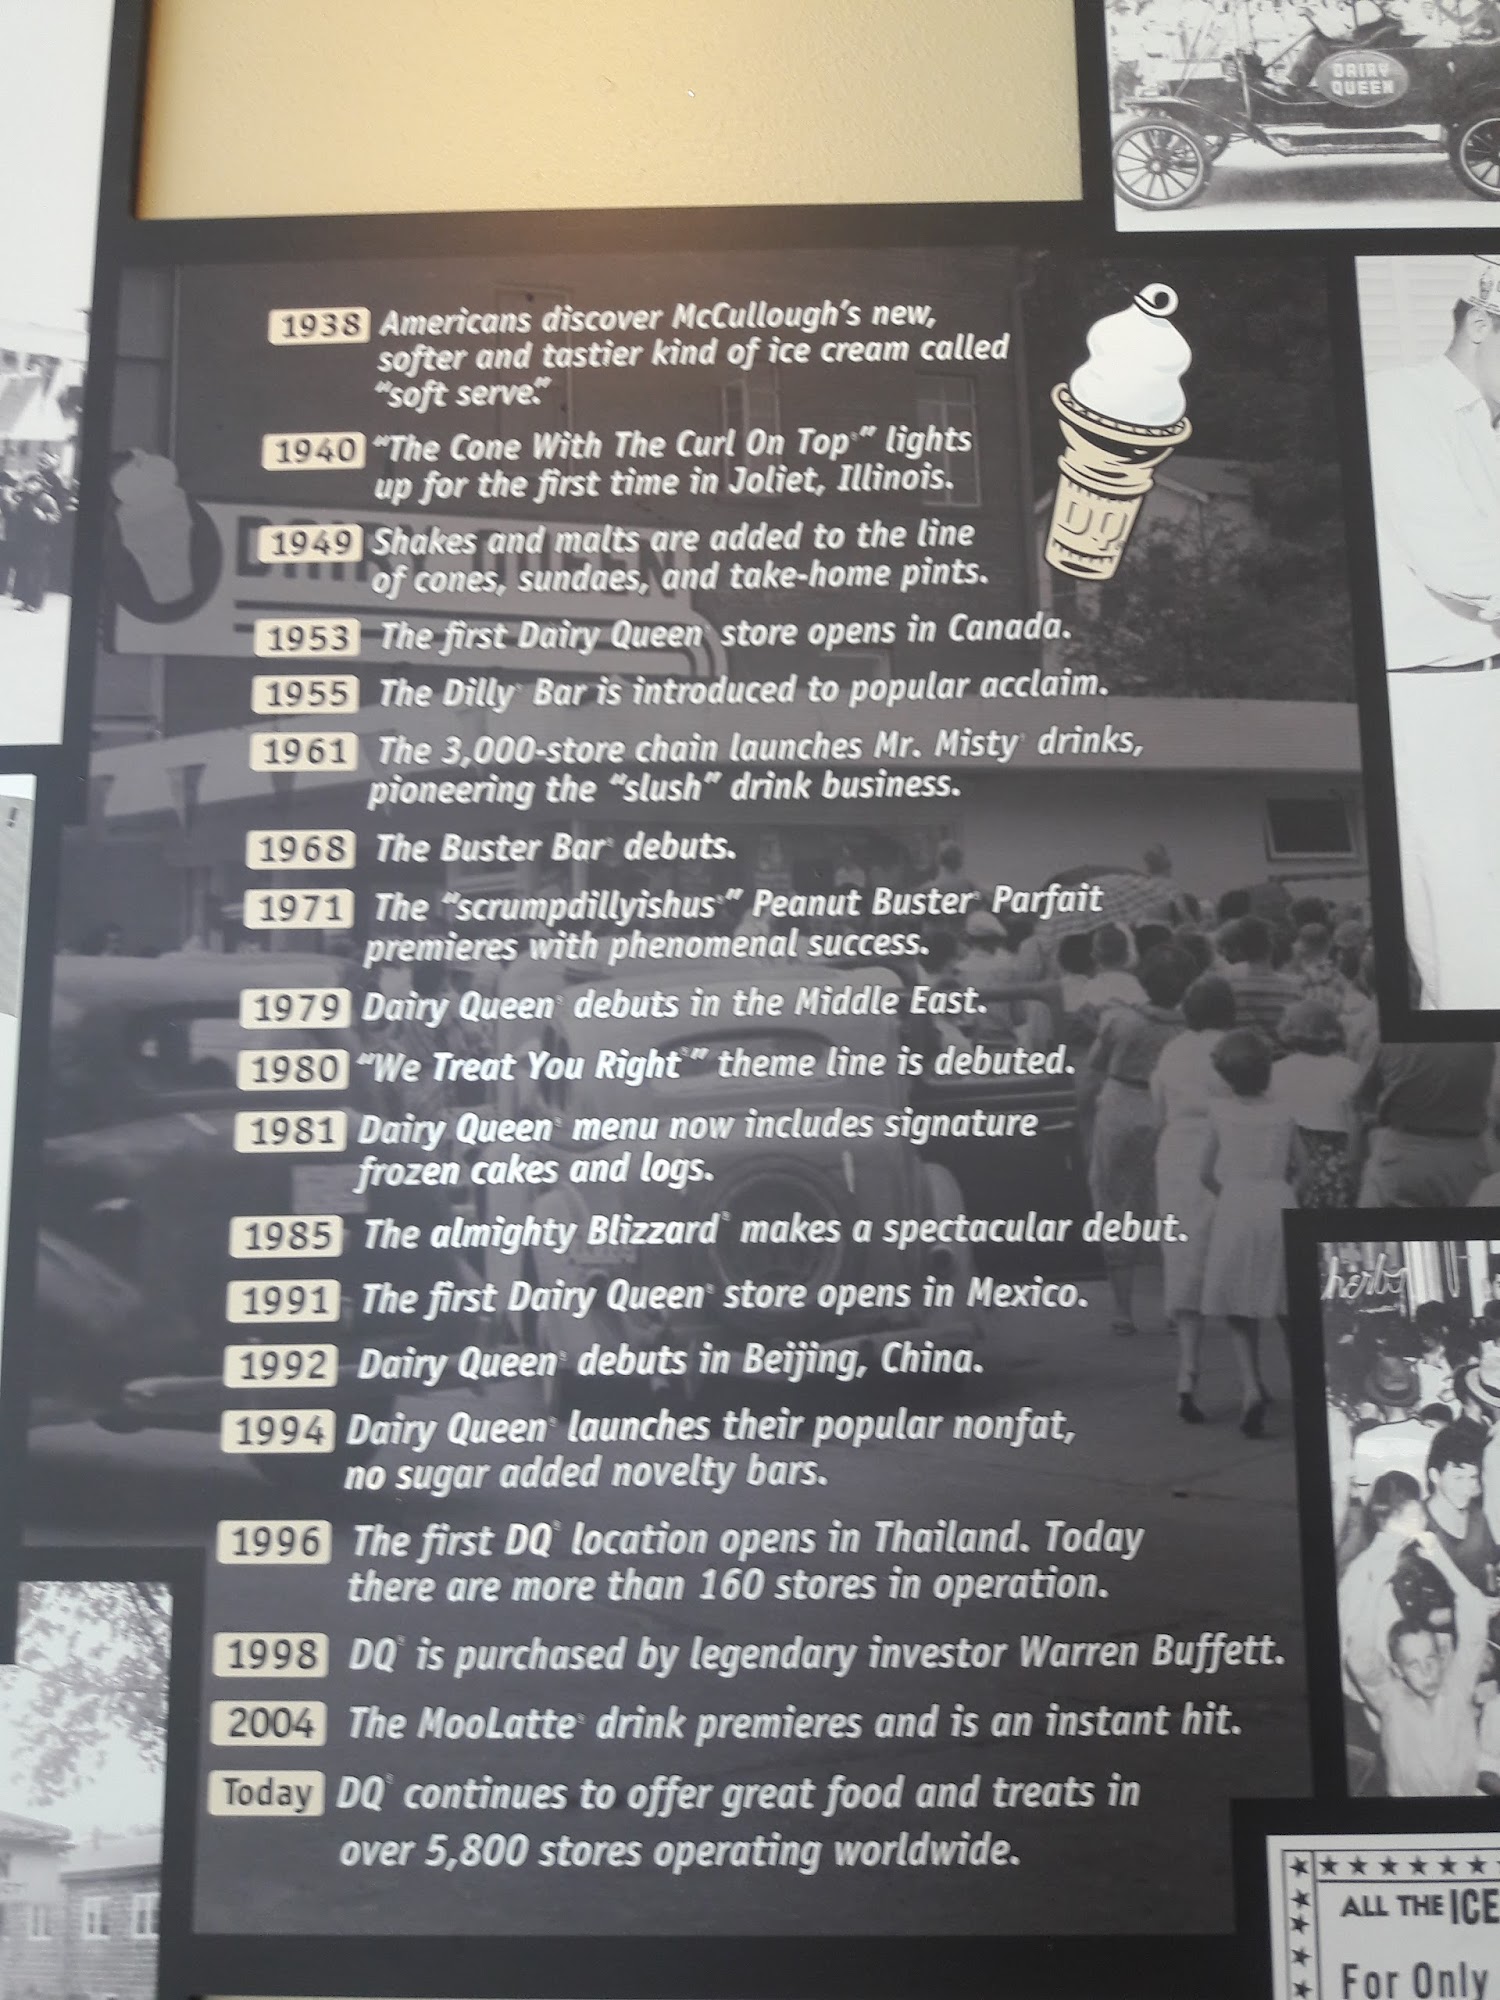 DAIRY
QUEEN
1938 Americans discover McCullough's new,
softer and tastier kind of ice cream called
"soft serve."
1940 "The Cone With The Curl On Top®" lights
up for the first time in Joliet, Illinois.
DQ
DAIRY QUEEN
1949 Shakes and malts are added to the line
of cones, sundaes, and take-home pints.
1953 The first Dairy Queen® store opens in Canada.
1955 The Dilly® Bar is introduced to popular acclaim.
1961 The 3,000-store chain launches Mr. Misty® drinks,
pioneering the "slush" drink business.
1968 The Buster Bar® debuts.
1971 The "scrumpdillyishus®" Peanut Buster® Parfait
premieres with phenomenal success.
1979 Dairy Queen® debuts in the Middle East.
1980 "We Treat You Right®" theme line is debuted.
1981 Dairy Queen® menu now includes signature
frozen cakes and logs.
1985 The almighty Blizzard® makes a spectacular debut.
1991 The first Dairy Queen® store opens in Mexico.
1992 Dairy Queen® debuts in Beijing, China.
1994 Dairy Queen® launches their popular nonfat,
no sugar added novelty bars.
1996 The first DQ® location opens in Thailand. Today
there are more than 160 stores in operation.
1998 DQ® is purchased by legendary investor Warren Buffett.
2004 The MooLatte® drink premieres and is an instant hit.
Today DQ® continues to offer great food and treats in
over 5,800 stores operating worldwide.
ALL THE ICE
For Only